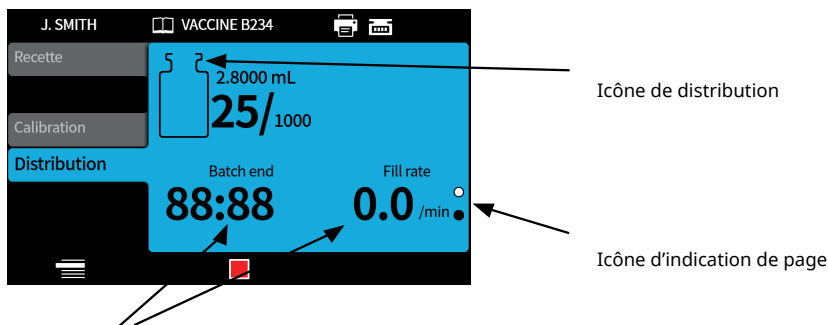 J. SMITH
VACCINE B234
Recette
Calibration
Distribution
2.8000 mL
25/1000
Batch end
88:88
Fill rate
0.0 /min
Icône de distribution
Icône d’indication de page